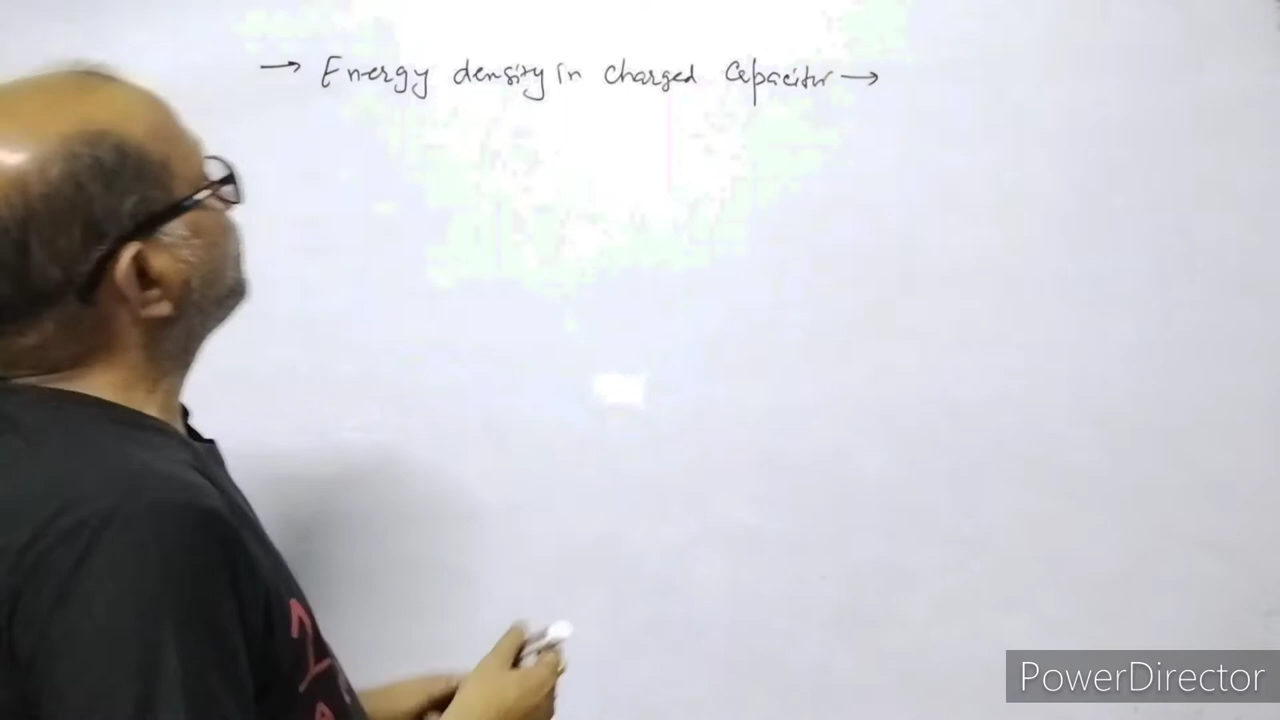 → Energy density in charged Capacitor →
PowerDirector